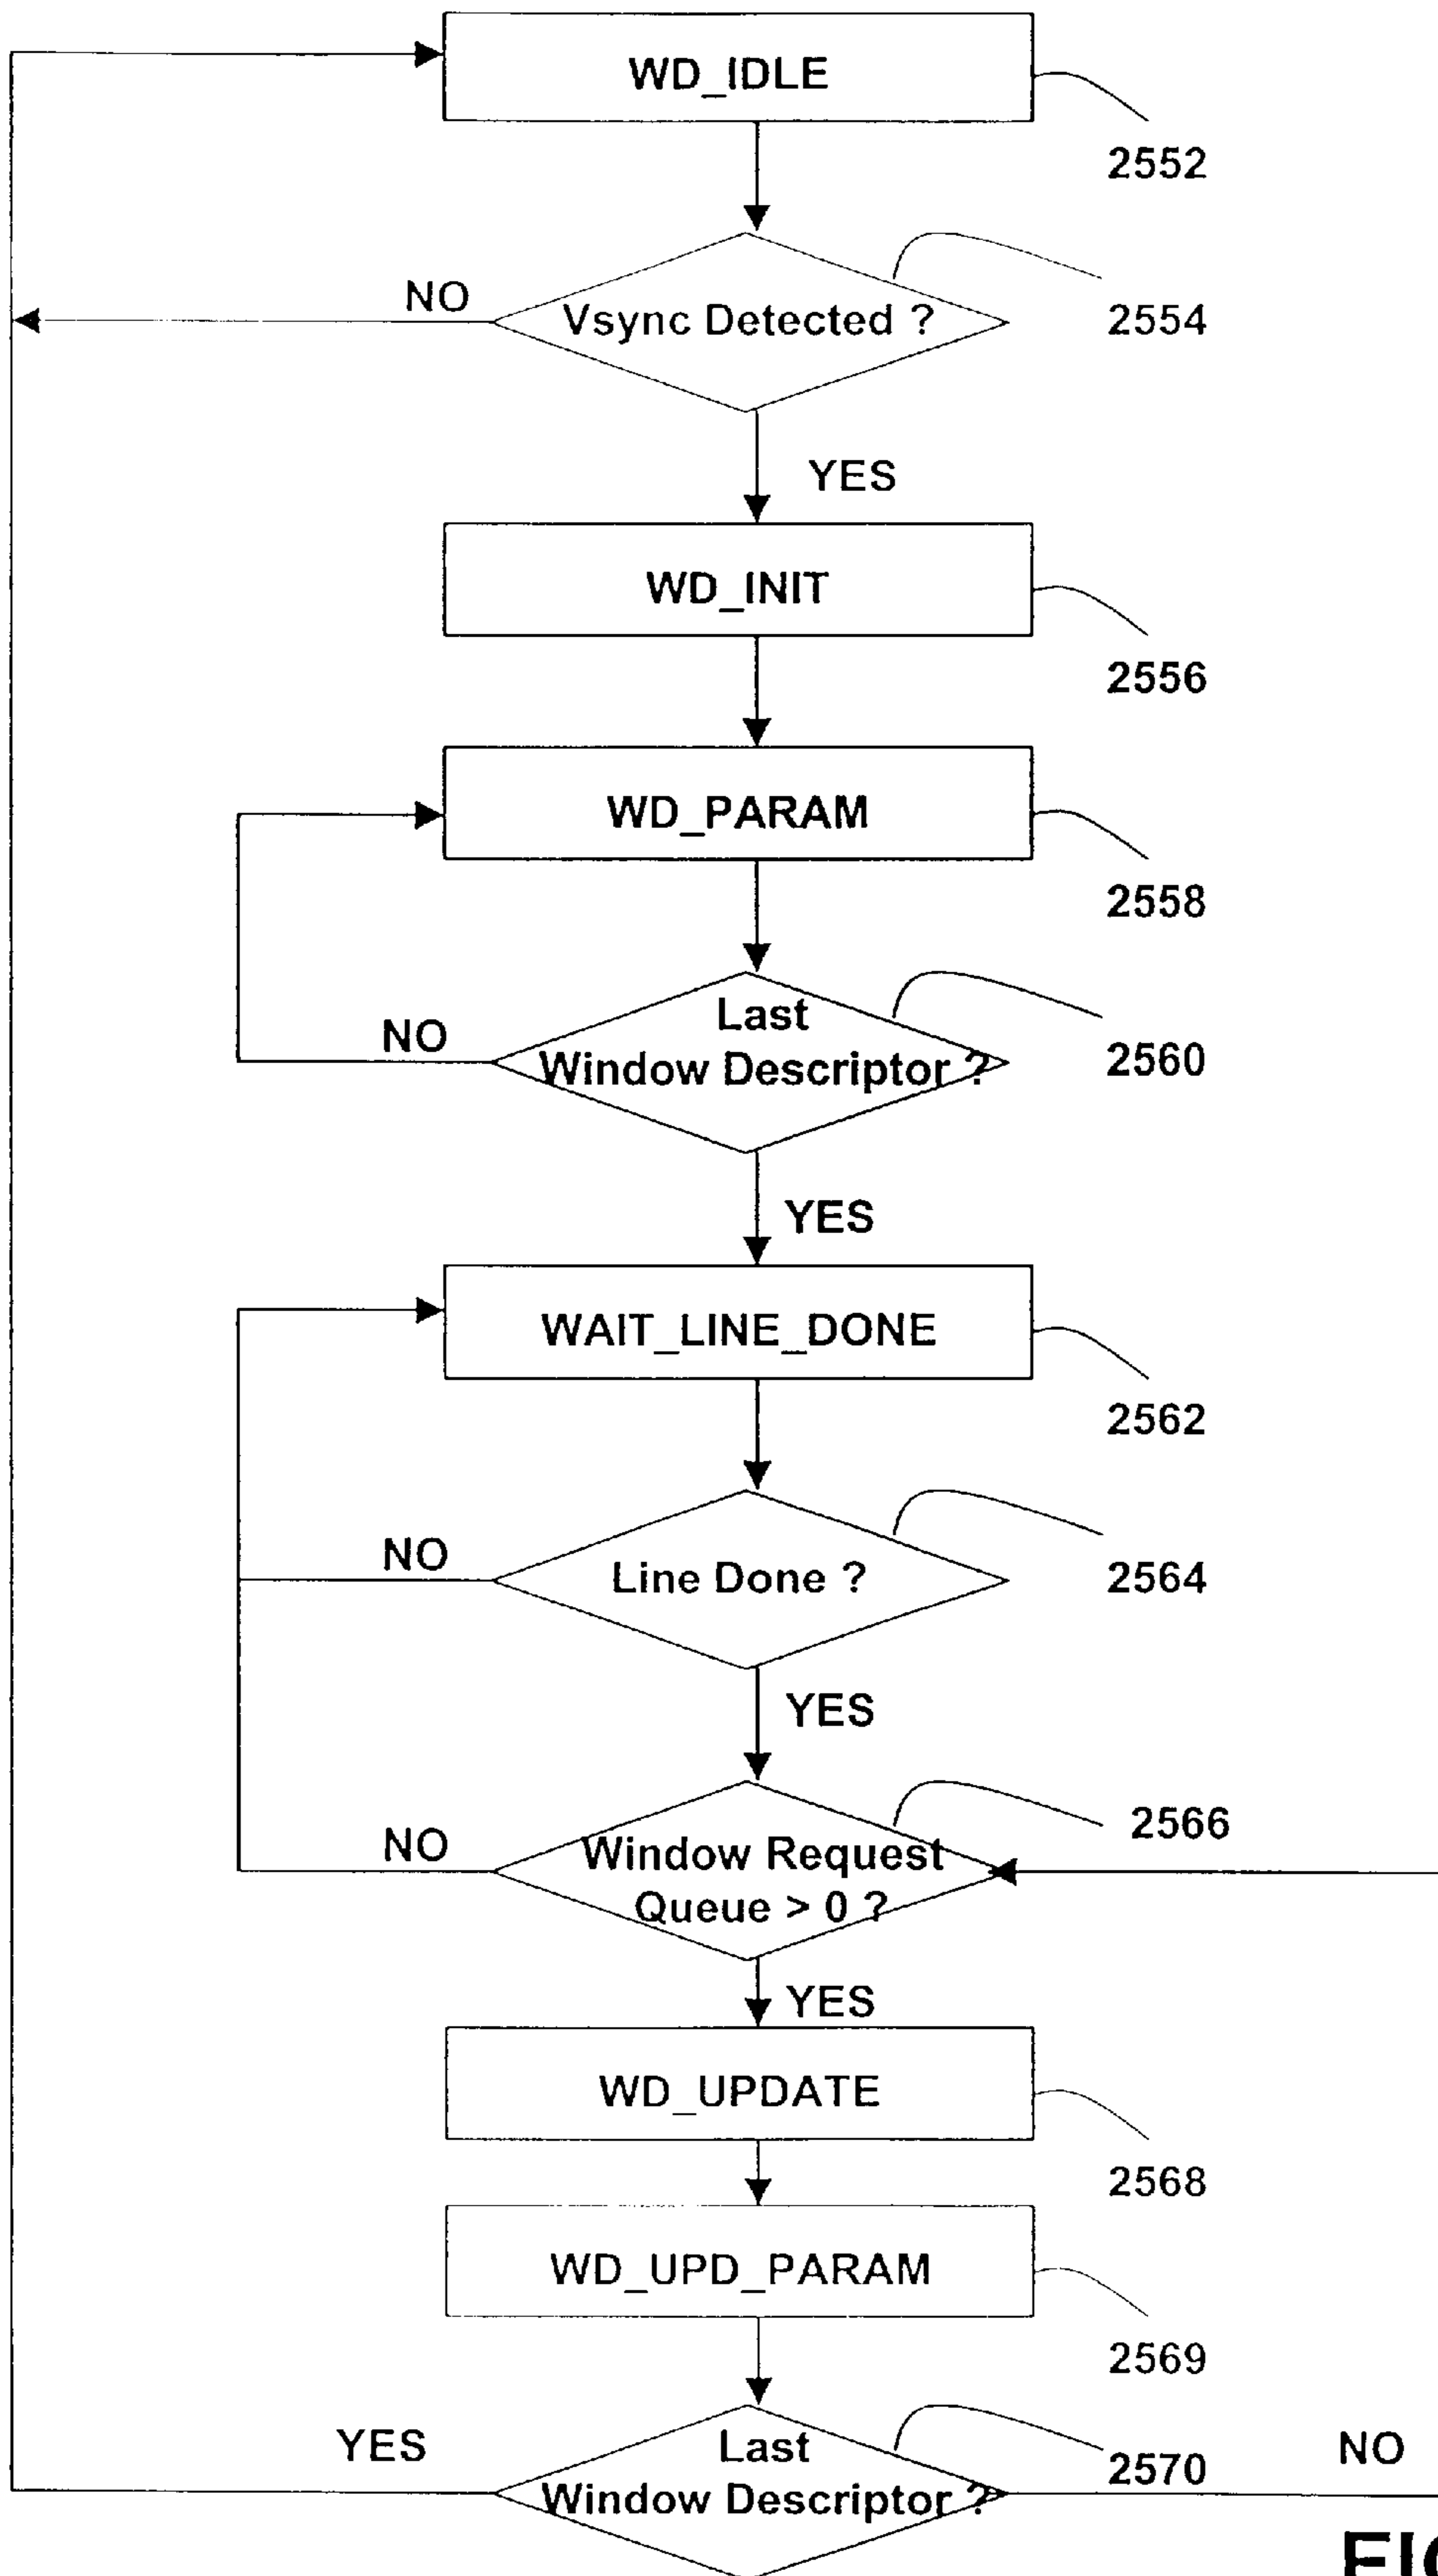 WD_IDLE
2552
NO
Vsync Detected ?
2554
YES
WD_INIT
2556
WD_PARAM
2558
Last
NO
Window Descriptor ?
2560
YES
WAIT_LINE_DONE
2562
NO
Line Done ?
2564
YES
2566
NO
Window Request
Queue > 0 ?
YES
WD_UPDATE
2568
WD_UPD_PARAM
2569
YES
Last
NO
2570
Window Descriptor ?